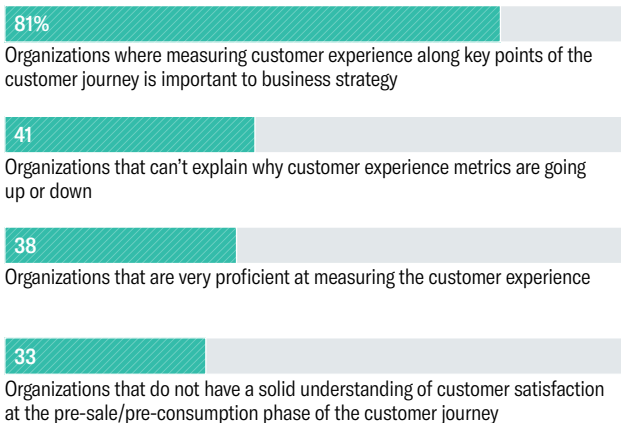 81%
Organizations where measuring customer experience along key points of the
customer journey is important to business strategy
41
Organizations that can’t explain why customer experience metrics are going
up or down
38
Organizations that are very proficient at measuring the customer experience
33
Organizations that do not have a solid understanding of customer satisfaction
at the pre-sale/pre-consumption phase of the customer journey